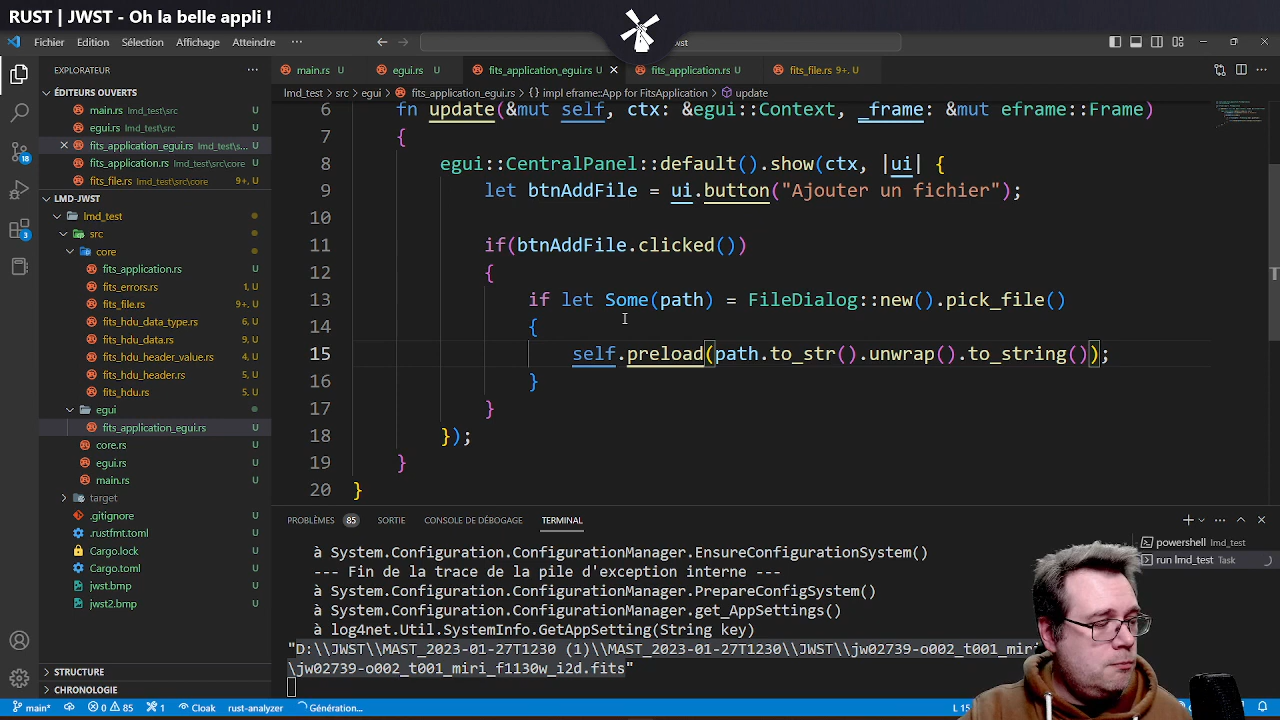 RUST | JWST - Oh la belle appli !
Fichier Edition Sélection Affichage Atteindre ···
EXPLORATEUR
main.rs U
egui.rs U
fits_application_egui.rs U
fits_application.rs U
fits_file.rs 9+, U
lmd_test > src > egui > fits_application_egui.rs > {} impl eframe::App for FitsApplication > update
ÉDITEURS OUVERTS
main.rs lmd_test\src U
egui.rs lmd_test\src U
fits_application_egui.rs lmd_test\s... U
fits_application.rs lmd_test\src\core U
fits_file.rs lmd_test\src\core 9+, U
LMD-JWST
lmd_test
src
core
fits_application.rs U
fits_errors.rs 1, U
fits_file.rs 9+, U
fits_hdu_data_type.rs 1, U
fits_hdu_data.rs 5, U
fits_hdu_header_value.rs 4, U
fits_hdu_header.rs 5, U
fits_hdu.rs 5, U
egui
fits_application_egui.rs U
core.rs U
egui.rs U
main.rs U
target
.gitignore U
.rustfmt.toml U
Cargo.lock U
Cargo.toml U
jwst.bmp U
jwst2.bmp U
STRUCTURE
CHRONOLOGIE
18
3
6 fn update(&mut self, ctx: &egui::Context, _frame: &mut eframe::Frame)
7 {
8 egui::CentralPanel::default().show(ctx, |ui| {
9 let btnAddFile = ui.button("Ajouter un fichier");
10
11 if(btnAddFile.clicked())
12 {
13 if let Some(path) = FileDialog::new().pick_file()
14 {
15 self.preload(path.to_str().unwrap().to_string());
16 }
17 }
18 });
19 }
20 }
PROBLÈMES 85 SORTIE CONSOLE DE DÉBOGAGE TERMINAL
à System.Configuration.ConfigurationManager.EnsureConfigurationSystem()
--- Fin de la trace de la pile d'exception interne ---
à System.Configuration.ConfigurationManager.PrepareConfigSystem()
à System.Configuration.ConfigurationManager.get_AppSettings()
à log4net.Util.SystemInfo.GetAppSetting(String key)
"D:\\JWST\\MAST_2023-01-27T1230 (1)\\MAST_2023-01-27T1230\\JWST\\jw02739-o002_t001_miri
\jw02739-o002_t001_miri_f1130w_i2d.fits"
powershell lmd_test
run lmd_test Task
main* 0 85 1 Cloak rust-analyzer Génération...